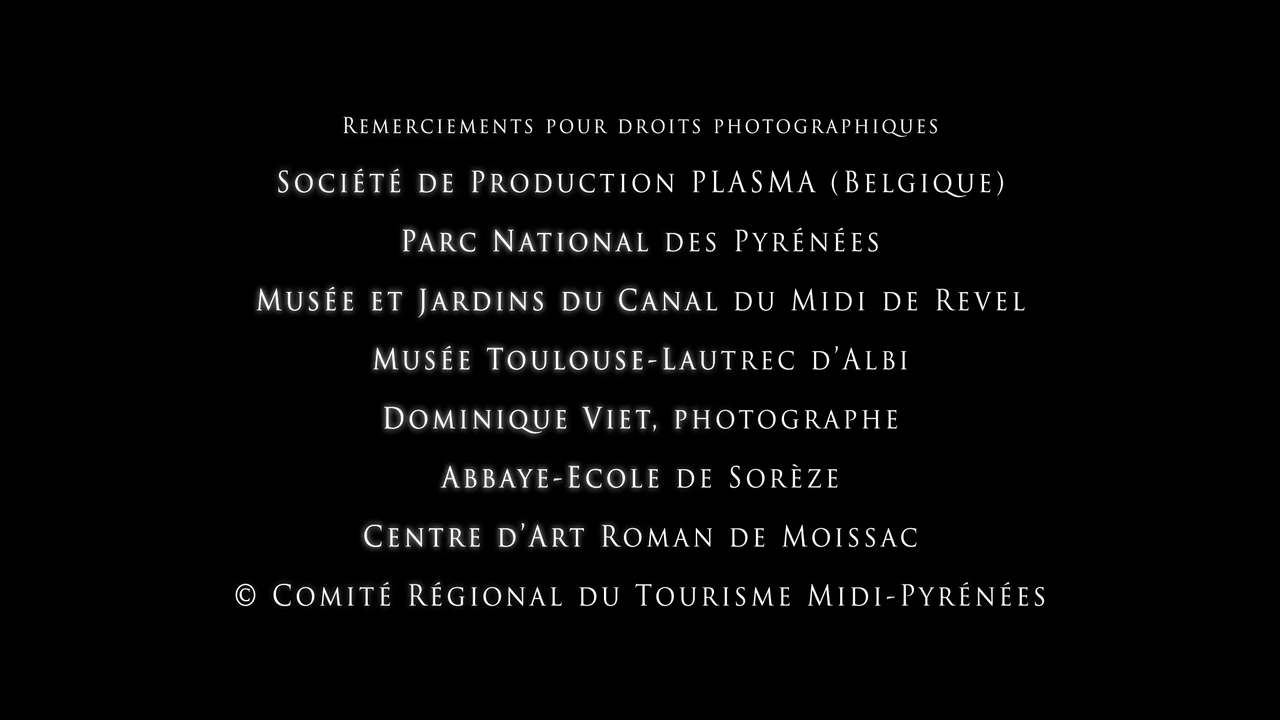 Remerciements pour droits photographiques
Société de Production PLASMA (Belgique)
Parc National des Pyrénées
Musée et Jardins du Canal du Midi de Revel
Musée Toulouse-Lautrec d’Albi
Dominique Viet, photographe
Abbaye-Ecole de Sorèze
Centre d’Art Roman de Moissac
© Comité Régional du Tourisme Midi-Pyrénées